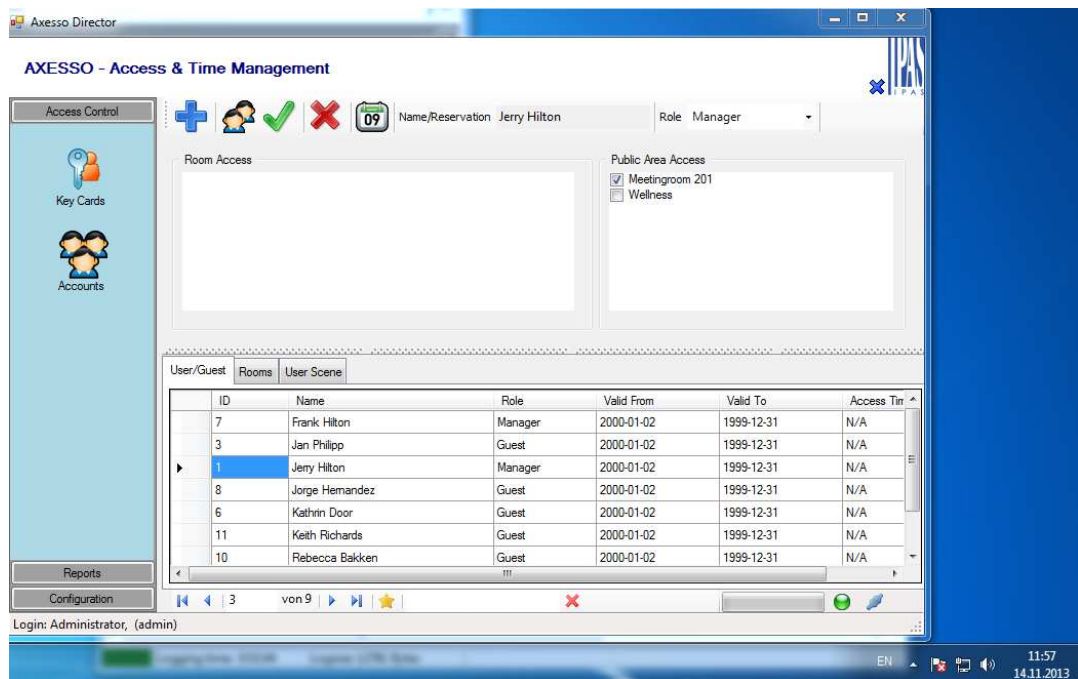 Axesso Director
AXESSO - Access & Time Management
IPAS
Access Control
09
Name/Reservation Jerry Hilton
Role Manager
Key Cards
Accounts
Room Access
Public Area Access
Meetingroom 201
Wellness
User/Guest Rooms User Scene
ID Name Role Valid From Valid To Access Tim
7 Frank Hilton Manager 2000-01-02 1999-12-31 N/A
3 Jan Philipp Guest 2000-01-02 1999-12-31 N/A
1 Jerry Hilton Manager 2000-01-02 1999-12-31 N/A
8 Jorge Hernandez Guest 2000-01-02 1999-12-31 N/A
6 Kathrin Door Guest 2000-01-02 1999-12-31 N/A
11 Keith Richards Guest 2000-01-02 1999-12-31 N/A
10 Rebecca Bakken Guest 2000-01-02 1999-12-31 N/A
Reports
Configuration
3 von 9
Login: Administrator, (admin)
EN
11:57
14.11.2013